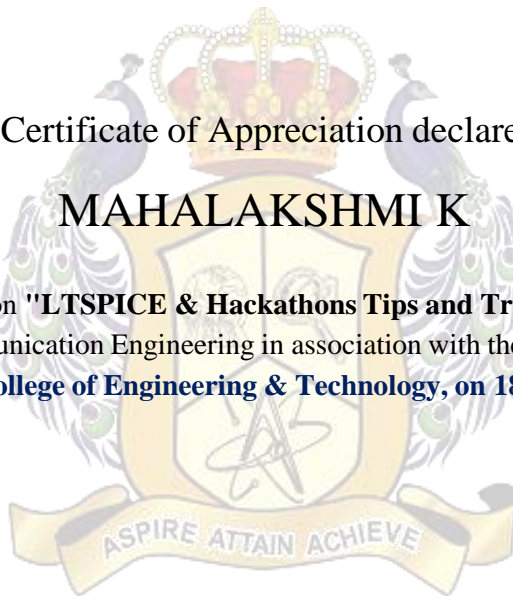 Certificate of Appreciation declare
MAHALAKSHMI K
on "LTSPICE & Hackathons Tips and Tr
unication Engineering in association with the
ollege of Engineering & Technology, on 18
ASPIRE ATTAIN ACHIEVE